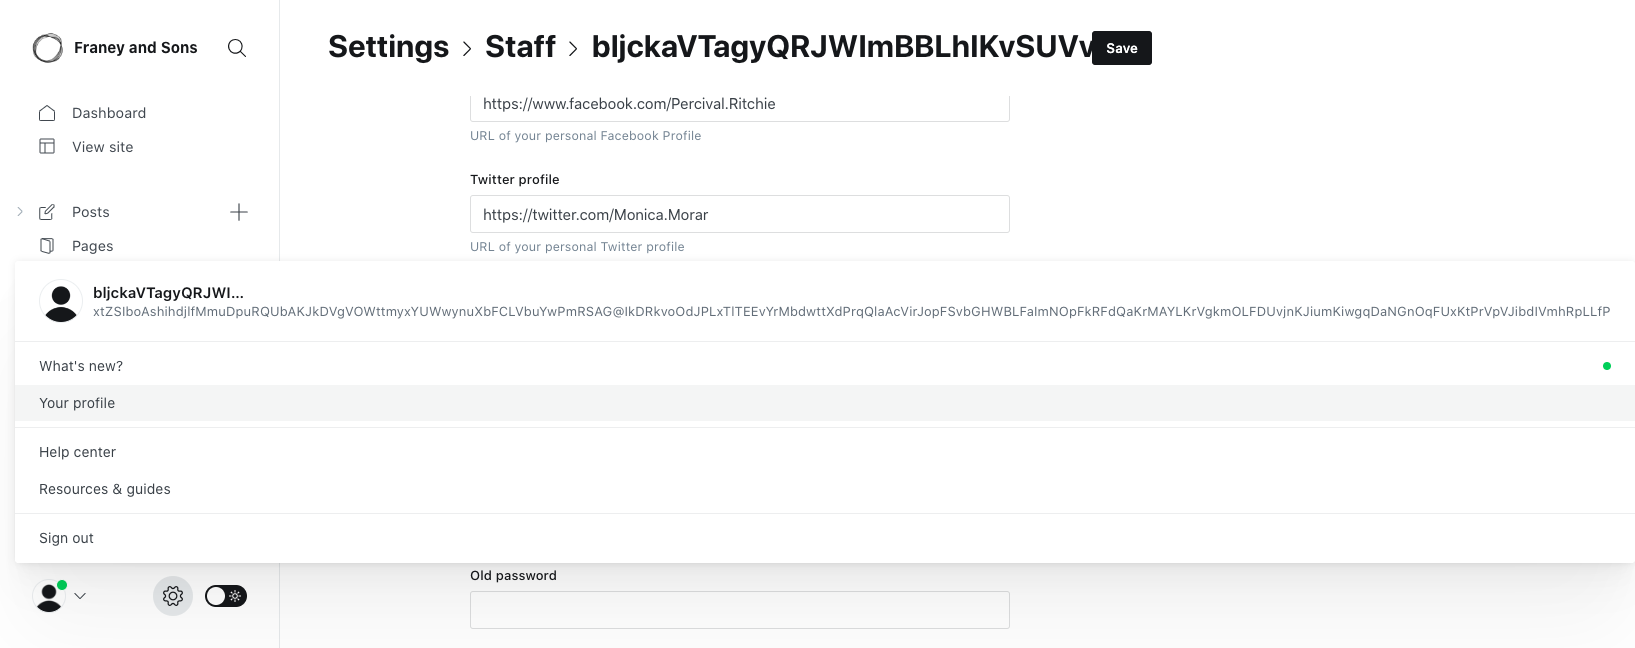 Franey and Sons
Settings > Staff > bljckaVTagyQRJWImBBLhIKvSUVv
Save
Dashboard
View site
Posts
Pages
https://www.facebook.com/Percival.Ritchie
URL of your personal Facebook Profile
Twitter profile
https://twitter.com/Monica.Morar
URL of your personal Twitter profile
bljckaVTagyQRJWI...
xtZSIboAshihdjlfMmuDpuRQUbAKJkDVgVOWttmyxYUWwynuXbFCLVbuYwPmRSAG@lkDRkvoOdJPLxTlTEEvYrMbdwttXdPrqQlaAcVirJopFSvbGHWBLFaImNOpFkRFdQaKrMAYLKrVgkmOLFDUvjnKJiumKiwgqDaNGnOqFUxKtPrVpVJibdIVmhRpLLfP
What's new?
Your profile
Help center
Resources & guides
Sign out
Old password